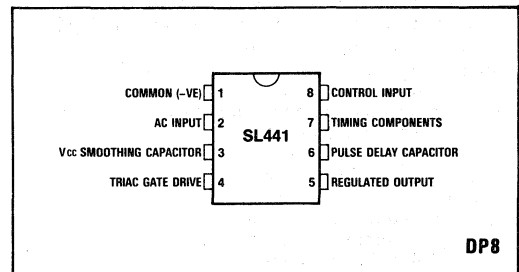 COMMON (–VE) 1 8 CONTROL INPUT
AC INPUT 2 7 TIMING COMPONENTS
SL441
Vcc SMOOTHING CAPACITOR 3 6 PULSE DELAY CAPACITOR
TRIAC GATE DRIVE 4 5 REGULATED OUTPUT
DP8